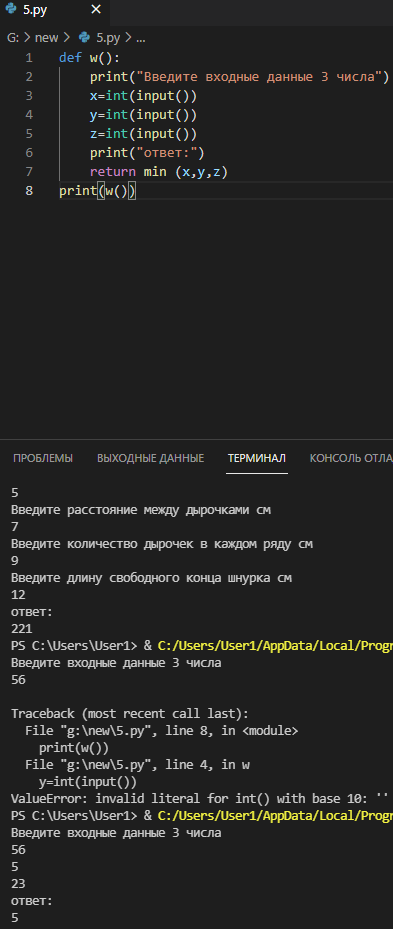 5.py
G: > new > 5.py > ...
1 def w():
2     print("Введите входные данные 3 числа")
3     x=int(input())
4     y=int(input())
5     z=int(input())
6     print("ответ:")
7     return min (x,y,z)
8 print(w())
ПРОБЛЕМЫ ВЫХОДНЫЕ ДАННЫЕ ТЕРМИНАЛ КОНСОЛЬ ОТЛА
5
Введите расстояние между дырочками см
7
Введите количество дырочек в каждом ряду см
9
Введите длину свободного конца шнурка см
12
ответ:
221
PS C:\Users\User1> & C:/Users/User1/AppData/Local/Progr
Введите входные данные 3 числа
56
Traceback (most recent call last):
  File "g:\new\5.py", line 8, in <module>
    print(w())
  File "g:\new\5.py", line 4, in w
    y=int(input())
ValueError: invalid literal for int() with base 10: ''
PS C:\Users\User1> & C:/Users/User1/AppData/Local/Progr
Введите входные данные 3 числа
56
5
23
ответ:
5